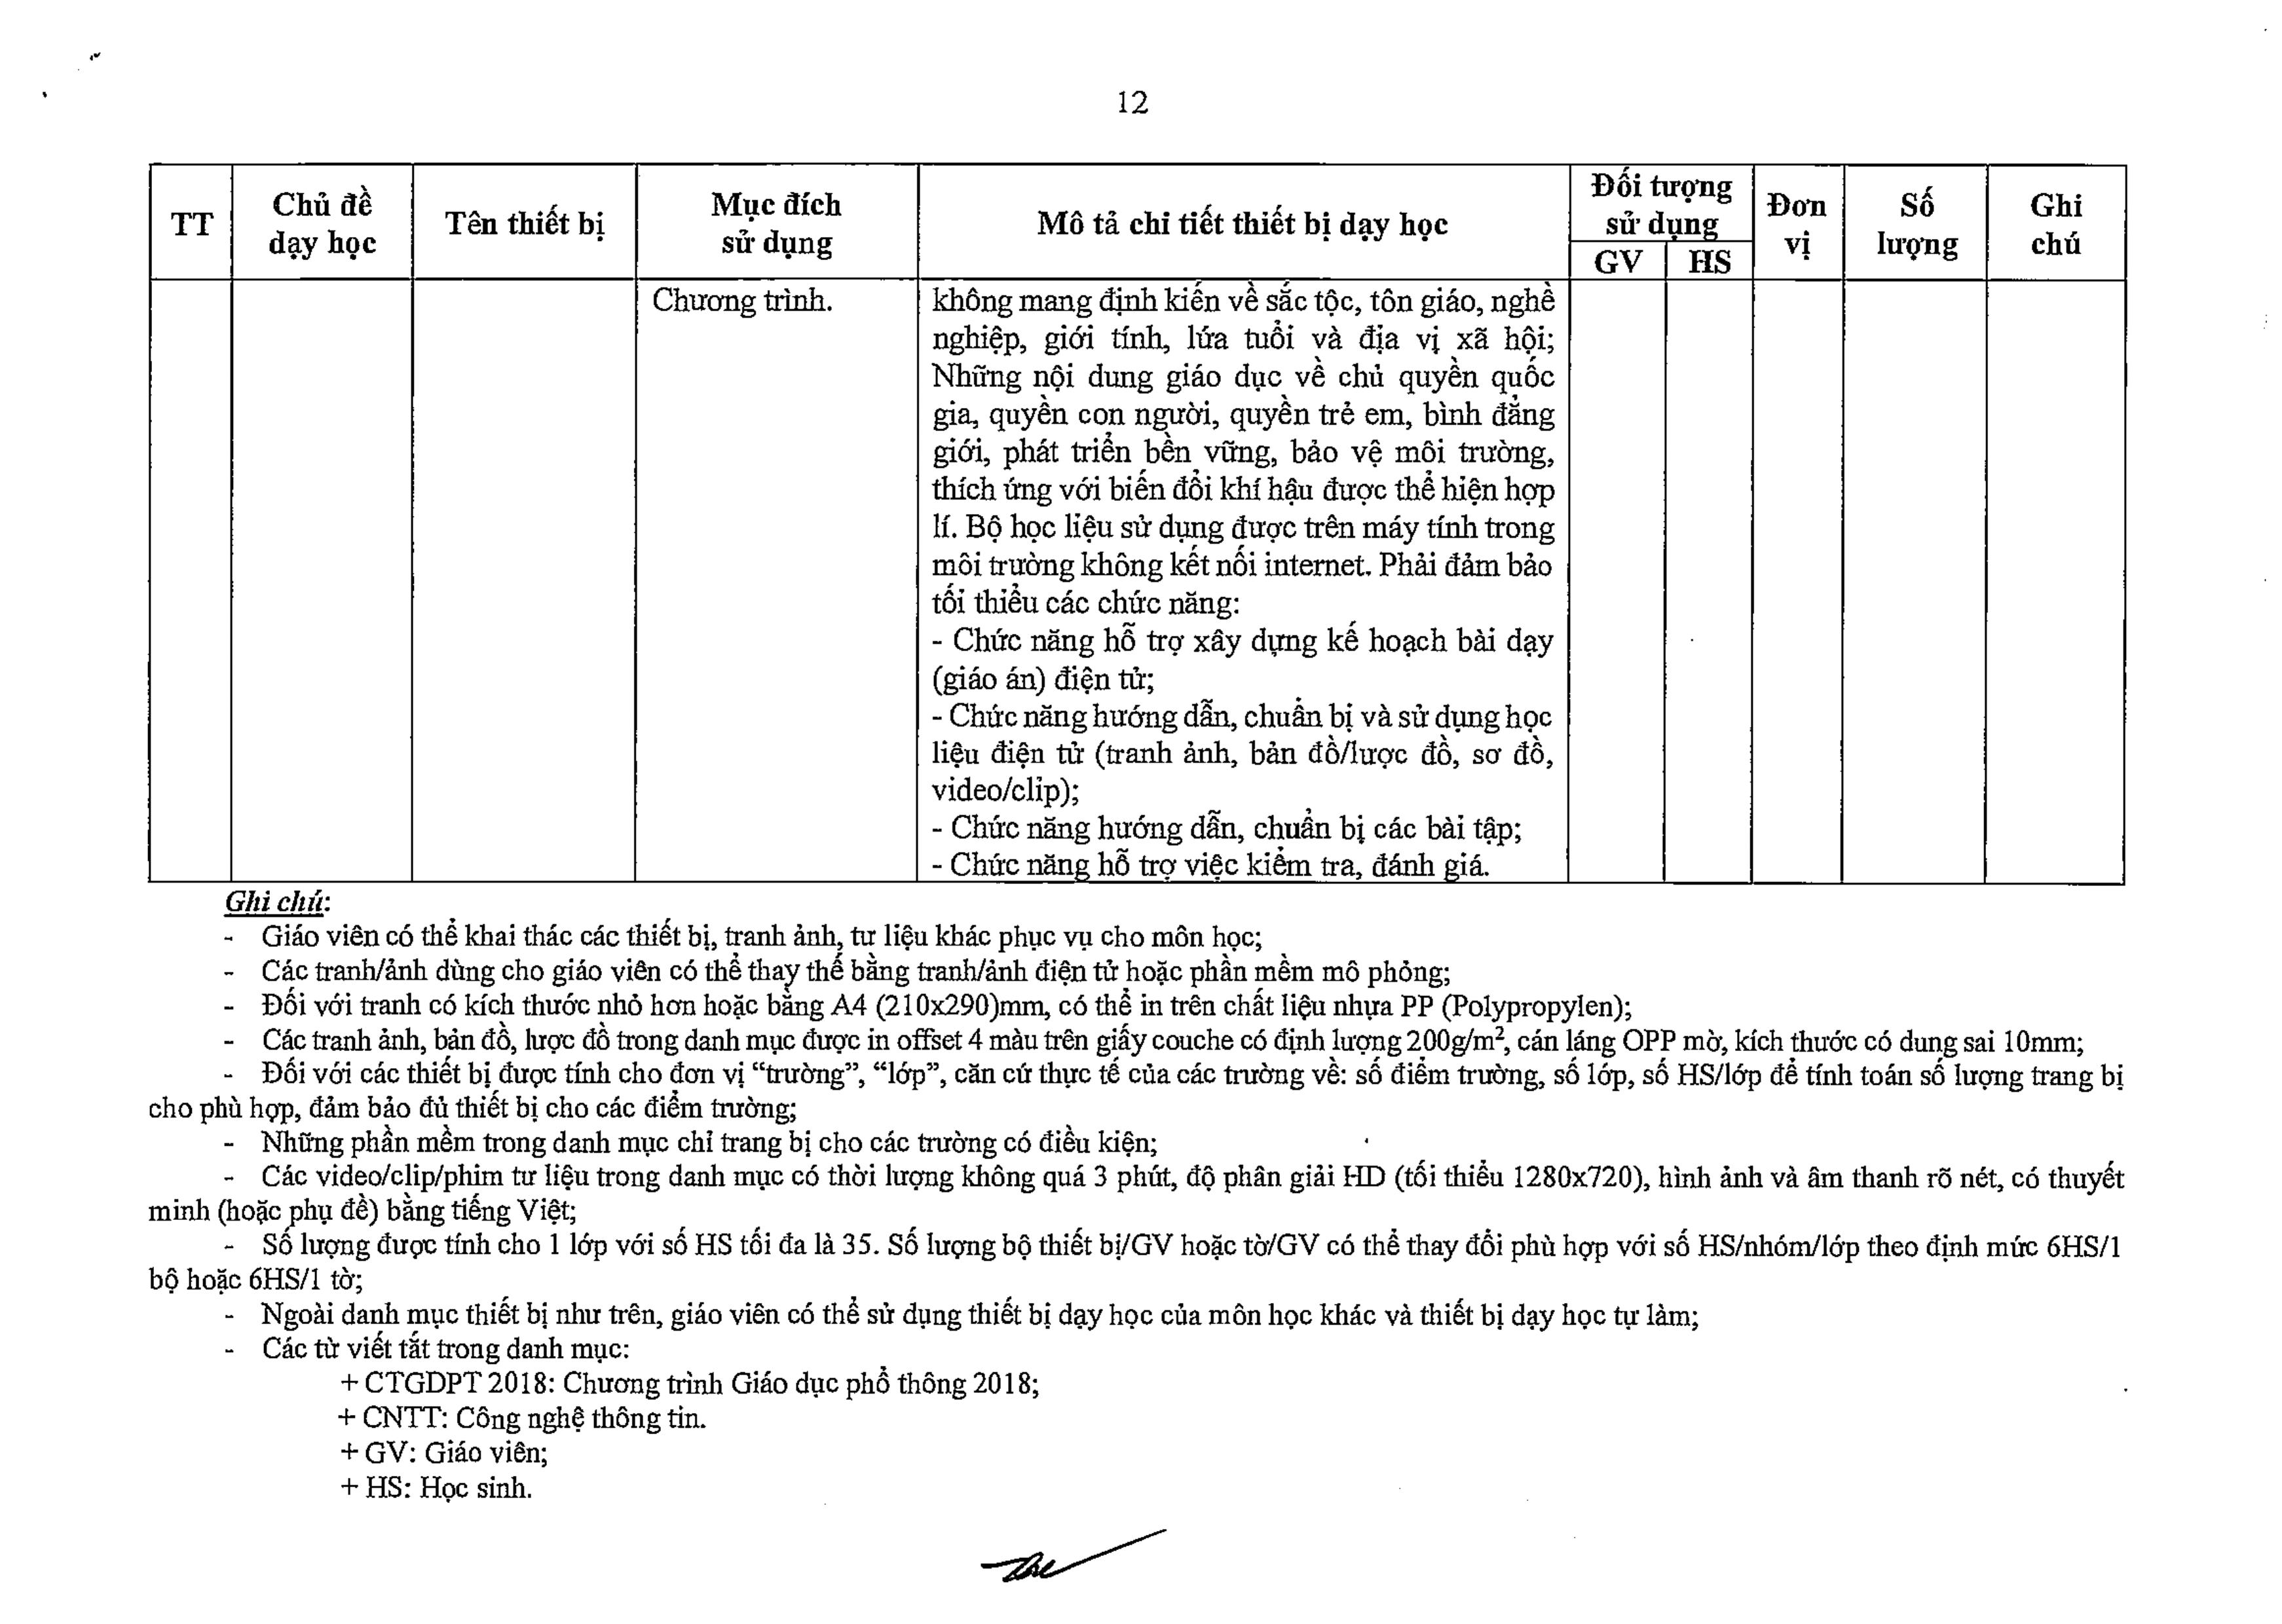 12
TT
Chủ đề
dạy học
Tên thiết bị
Mục đích
sử dụng
Mô tả chi tiết thiết bị dạy học
Đối tượng
sử dụng
GV
HS
Đơn
vị
Số
lượng
Ghi
chú
Chương trình.
không mang định kiến về sắc tộc, tôn giáo, nghề
nghiệp, giới tính, lứa tuổi và địa vị xã hội;
Những nội dung giáo dục về chủ quyền quốc
gia, quyền con người, quyền trẻ em, bình đẳng
giới, phát triển bền vững, bảo vệ môi trường,
thích ứng với biến đổi khí hậu được thể hiện hợp
lí. Bộ học liệu sử dụng được trên máy tính trong
môi trường không kết nối internet. Phải đảm bảo
tối thiểu các chức năng:
- Chức năng hỗ trợ xây dựng kế hoạch bài dạy
(giáo án) điện tử;
- Chức năng hướng dẫn, chuẩn bị và sử dụng học
liệu điện tử (tranh ảnh, bản đồ/lược đồ, sơ đồ,
video/clip);
- Chức năng hướng dẫn, chuẩn bị các bài tập;
- Chức năng hỗ trợ việc kiểm tra, đánh giá.
Ghi chú:
- Giáo viên có thể khai thác các thiết bị, tranh ảnh, tư liệu khác phục vụ cho môn học;
- Các tranh/ảnh dùng cho giáo viên có thể thay thế bằng tranh/ảnh điện tử hoặc phần mềm mô phỏng;
- Đối với tranh có kích thước nhỏ hơn hoặc bằng A4 (210x290)mm, có thể in trên chất liệu nhựa PP (Polypropylen);
- Các tranh ảnh, bản đồ, lược đồ trong danh mục được in offset 4 màu trên giấy couche có định lượng 200g/m², cán láng OPP mờ, kích thước có dung sai 10mm;
- Đối với các thiết bị được tính cho đơn vị “trường”, “lớp”, căn cứ thực tế của các trường về: số điểm trường, số lớp, số HS/lớp để tính toán số lượng trang bị
cho phù hợp, đảm bảo đủ thiết bị cho các điểm trường;
- Những phần mềm trong danh mục chỉ trang bị cho các trường có điều kiện;
- Các video/clip/phim tư liệu trong danh mục có thời lượng không quá 3 phút, độ phân giải HD (tối thiểu 1280x720), hình ảnh và âm thanh rõ nét, có thuyết
minh (hoặc phụ đề) bằng tiếng Việt;
- Số lượng được tính cho 1 lớp với số HS tối đa là 35. Số lượng bộ thiết bị/GV hoặc tờ/GV có thể thay đổi phù hợp với số HS/nhóm/lớp theo định mức 6HS/1
bộ hoặc 6HS/1 tờ;
- Ngoài danh mục thiết bị như trên, giáo viên có thể sử dụng thiết bị dạy học của môn học khác và thiết bị dạy học tự làm;
- Các từ viết tắt trong danh mục:
+ CTGDPT 2018: Chương trình Giáo dục phổ thông 2018;
+ CNTT: Công nghệ thông tin.
+ GV: Giáo viên;
+ HS: Học sinh.